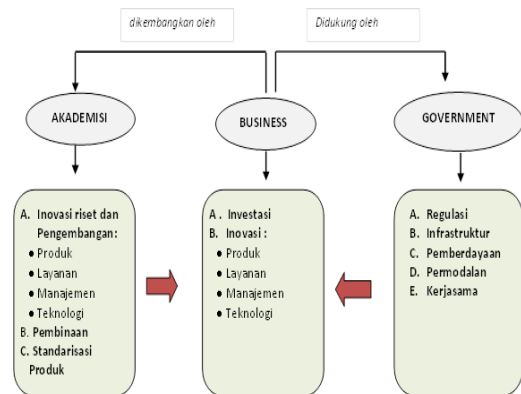 dikembangkan oleh
Didukung oleh
AKADEMISI
BUSINESS
GOVERNMENT
A. Inovasi riset dan
Pengembangan:
● Produk
● Layanan
● Manajemen
● Teknologi
B. Pembinaan
C. Standarisasi
Produk
A . Investasi
B. Inovasi :
● Produk
● Layanan
● Manajemen
● Teknologi
A. Regulasi
B. Infrastruktur
C. Pemberdayaan
D. Permodalan
E. Kerjasama